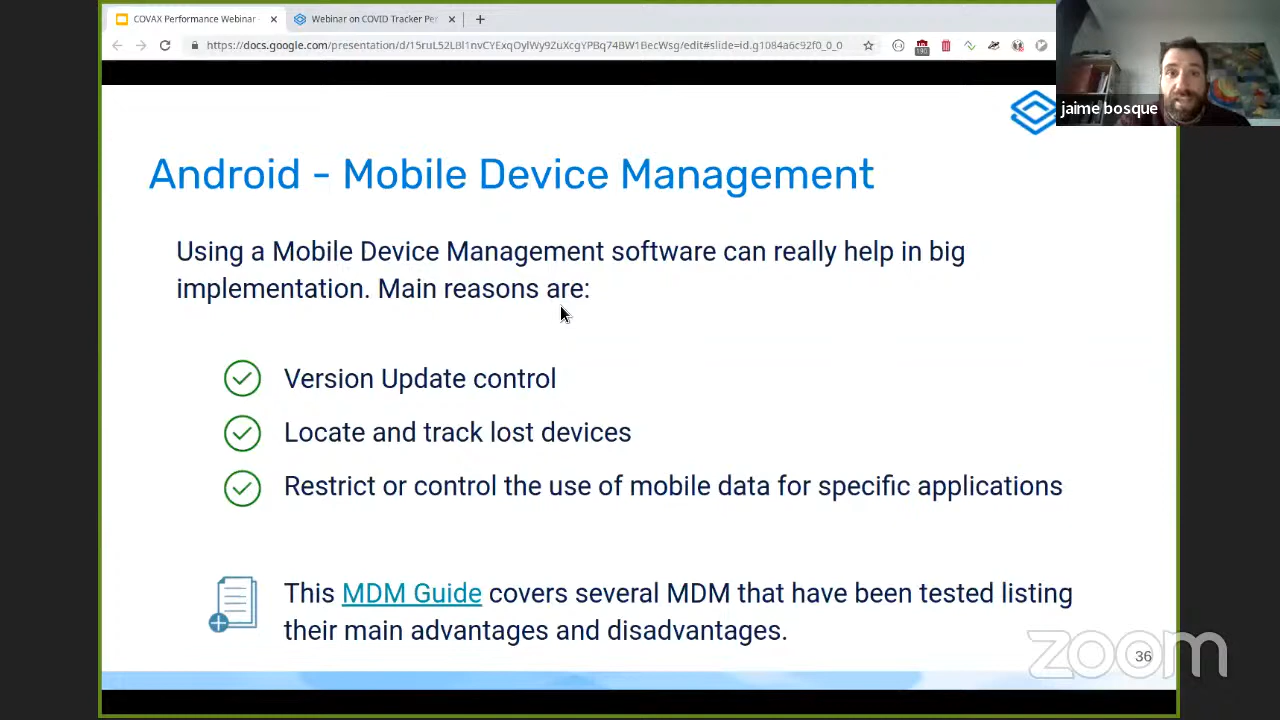 COVAX Performance Webinar
Webinar on COVID Tracker Per
https://docs.google.com/presentation/d/15ruL52LBl1nvCYExqOylWy9ZuXcgYPBq74BW1BecWsg/edit#slide=id.g1084a6c92f0_0_0
jaime bosque
Android - Mobile Device Management
Using a Mobile Device Management software can really help in big
implementation. Main reasons are:
Version Update control
Locate and track lost devices
Restrict or control the use of mobile data for specific applications
This MDM Guide covers several MDM that have been tested listing
their main advantages and disadvantages.
zoom
36